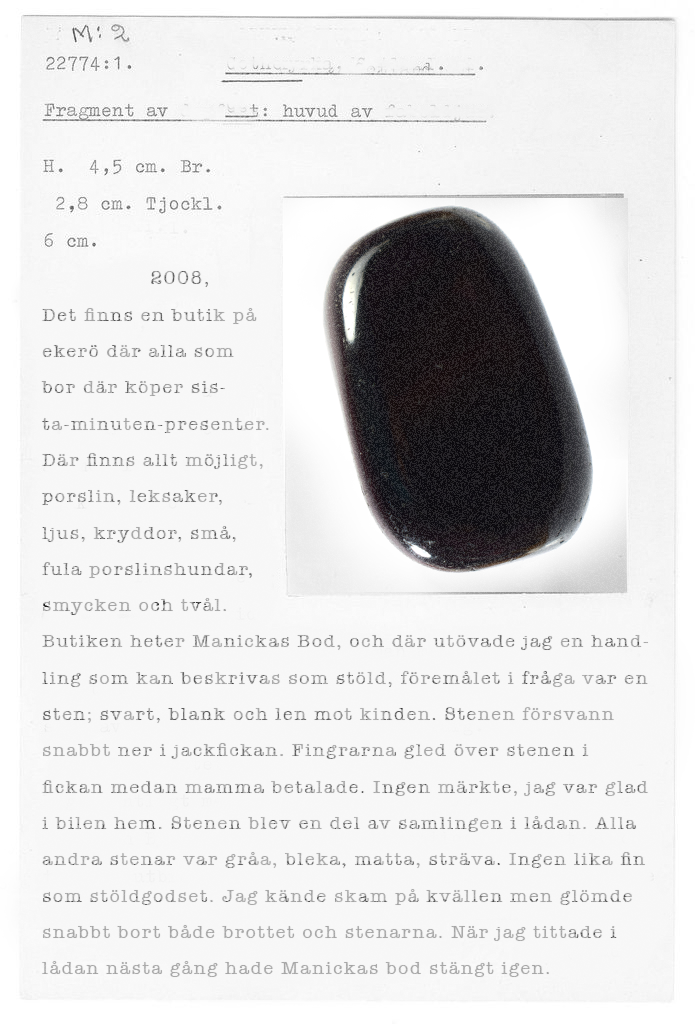 M: 2
22774:1.
Fragment av t: huvud av
H. 4,5 cm. Br.
2,8 cm. Tjockl.
6 cm.
2008,
Det finns en butik på
ekerö där alla som
bor där köper sis-
ta-minuten-presenter.
Där finns allt möjligt,
porslin, leksaker,
ljus, kryddor, små,
fula porslinshundar,
smycken och tvål.
Butiken heter Manickas Bod, och där utövade jag en hand-
ling som kan beskrivas som stöld, föremålet i fråga var en
sten; svart, blank och len mot kinden. Stenen försvann
snabbt ner i jackfickan. Fingrarna gled över stenen i
fickan medan mamma betalade. Ingen märkte, jag var glad
i bilen hem. Stenen blev en del av samlingen i lådan. Alla
andra stenar var gråa, bleka, matta, sträva. Ingen lika fin
som stöldgodset. Jag kände skam på kvällen men glömde
snabbt bort både brottet och stenarna. När jag tittade i
lådan nästa gång hade Manickas bod stängt igen.